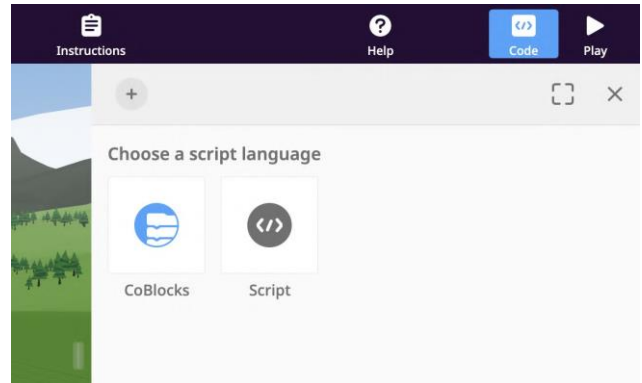 Instructions
Help
Code
Play
Choose a script language
CoBlocks
Script